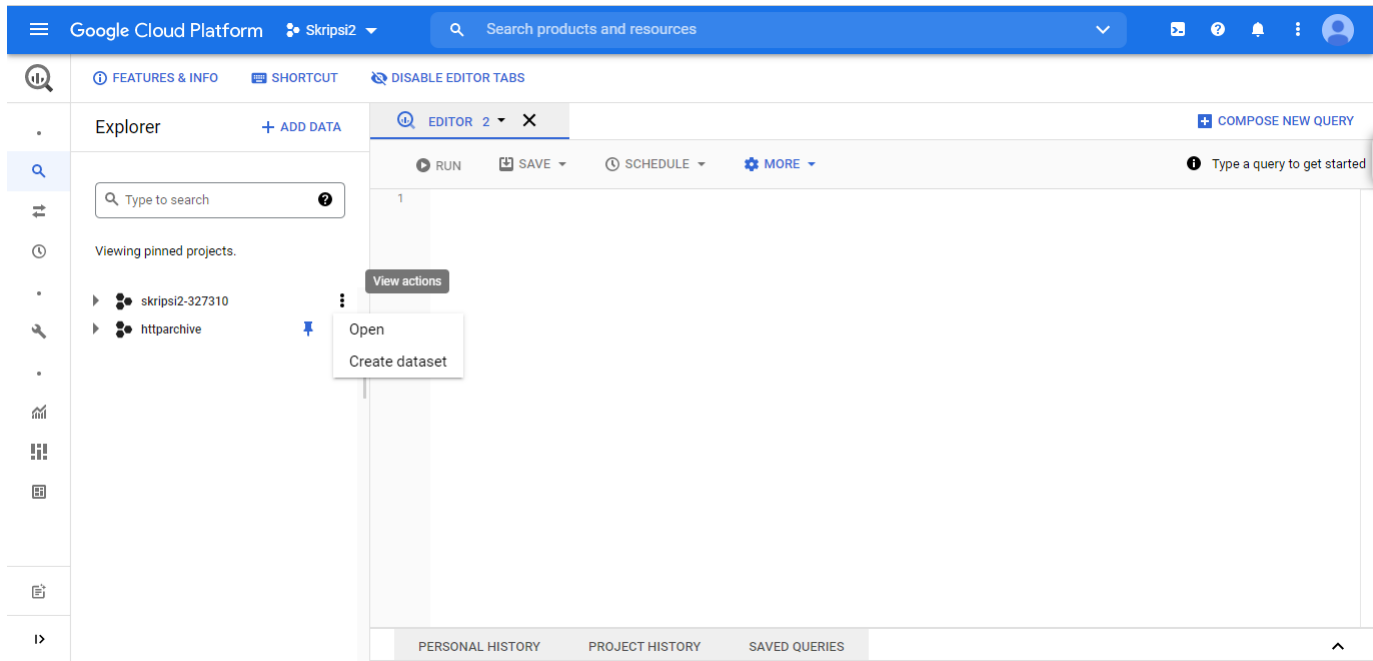 Google Cloud Platform Skripsi2 Search products and resources
FEATURES & INFO SHORTCUT DISABLE EDITOR TABS
Explorer + ADD DATA EDITOR 2 COMPOSE NEW QUERY
RUN SAVE SCHEDULE MORE Type a query to get started
Type to search 1
Viewing pinned projects.
View actions
skripsi2-327310
httparchive Open
Create dataset
PERSONAL HISTORY PROJECT HISTORY SAVED QUERIES